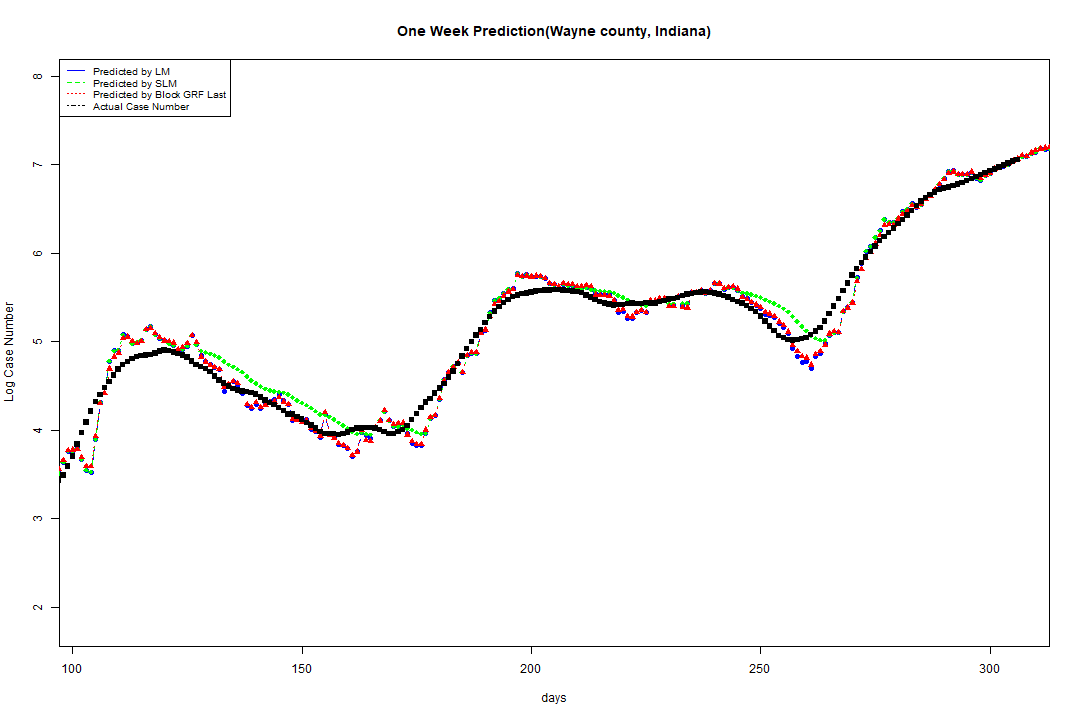 One Week Prediction(Wayne county, Indiana)
Predicted by LM
Predicted by SLM
Predicted by Block GRF Last
Actual Case Number
8
7
6
5
4
3
2
Log Case Number
100 150 200 250 300
days